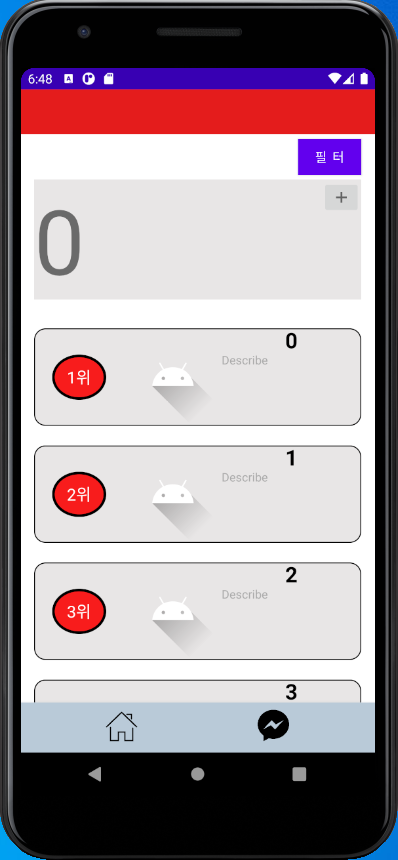 6:48
필터
+
0
0
1위
Describe
1
2위
Describe
2
3위
Describe
3